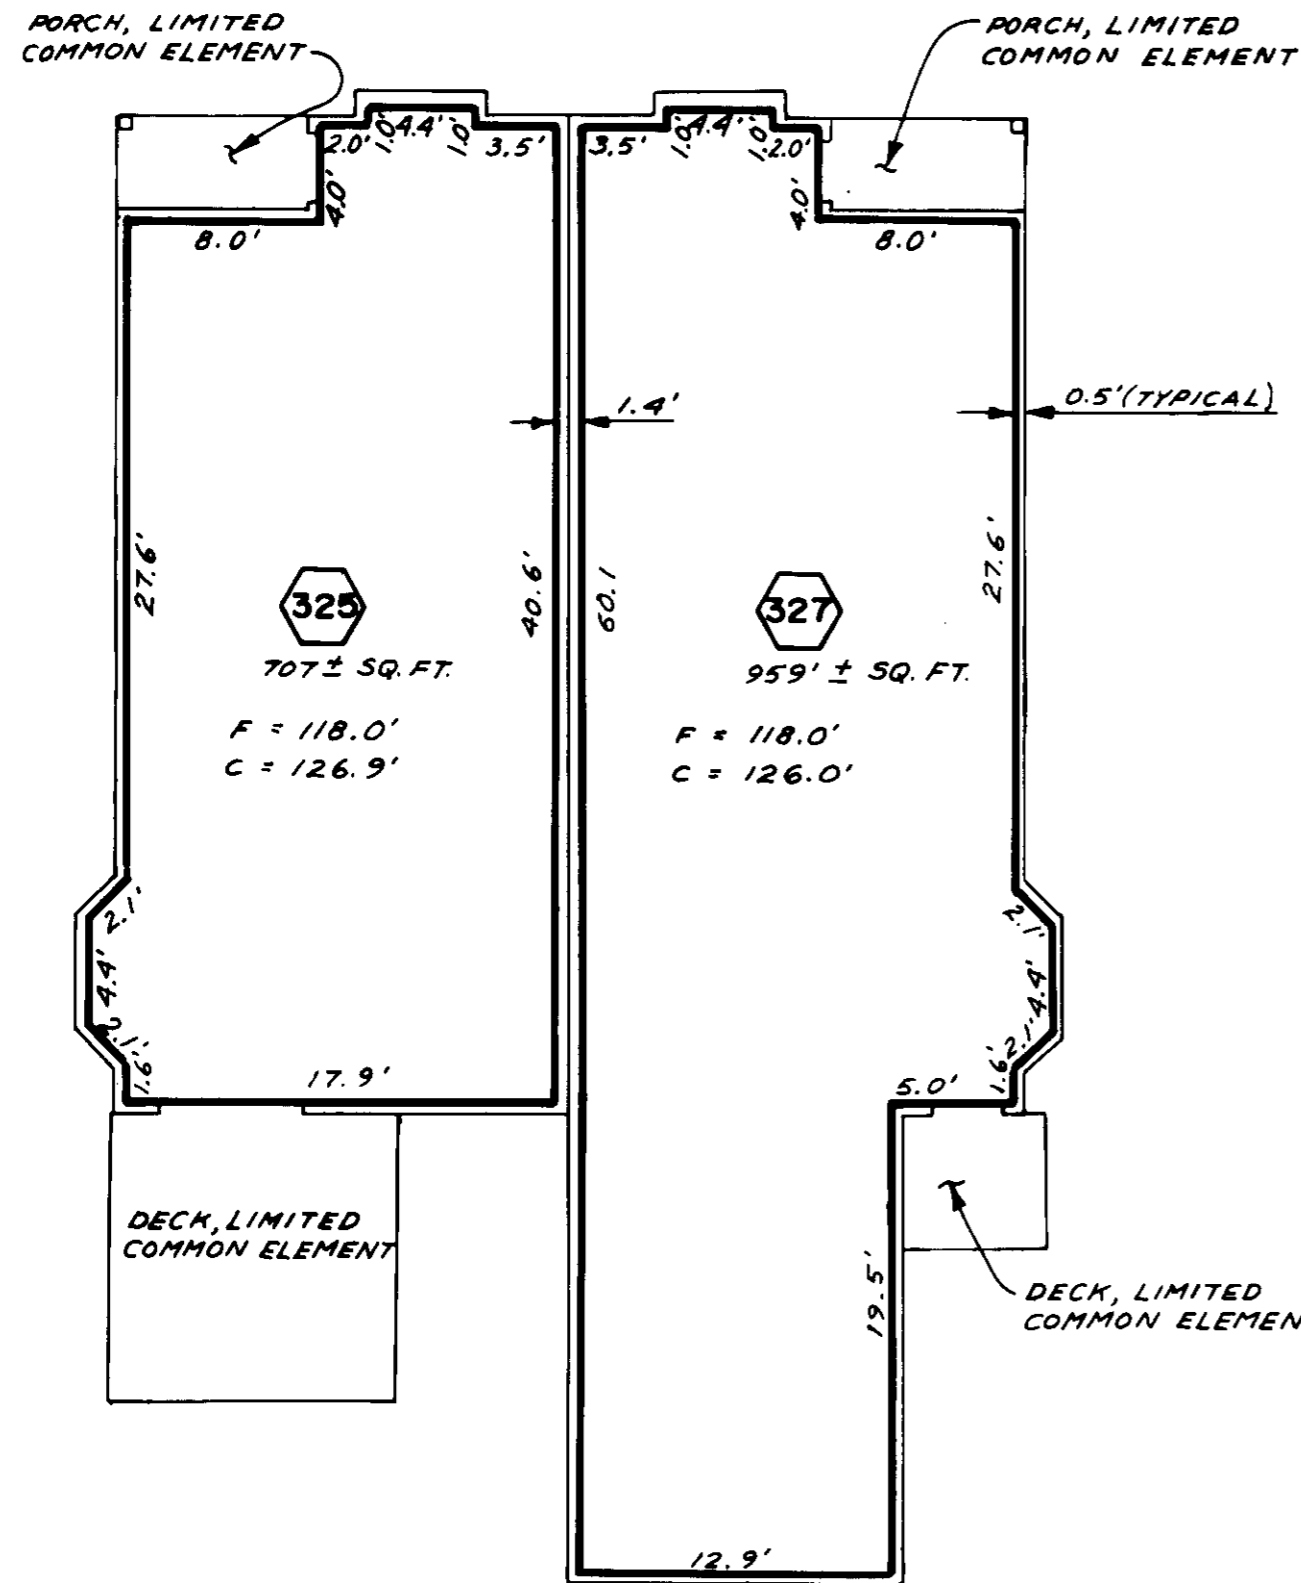 PORCH, LIMITED
COMMON ELEMENT
PORCH, LIMITED
COMMON ELEMENT
2.0'
1.0'
4.4'
1.0'
3.5'
3.5'
1.0'
4.4'
1.0'
2.0'
4.0'
4.0'
8.0'
8.0'
1.4'
0.5' (TYPICAL)
27.6'
40.6'
60.1
27.6'
325
707 ± SQ. FT.
F = 118.0'
C = 126.9'
327
959' ± SQ. FT.
F = 118.0'
C = 126.0'
2.1'
4.4'
2.1'
1.6'
17.9'
2.1'
4.4'
2.1'
1.6'
5.0'
DECK, LIMITED
COMMON ELEMENT
19.5'
DECK, LIMITED
COMMON ELEMEN
12.9'